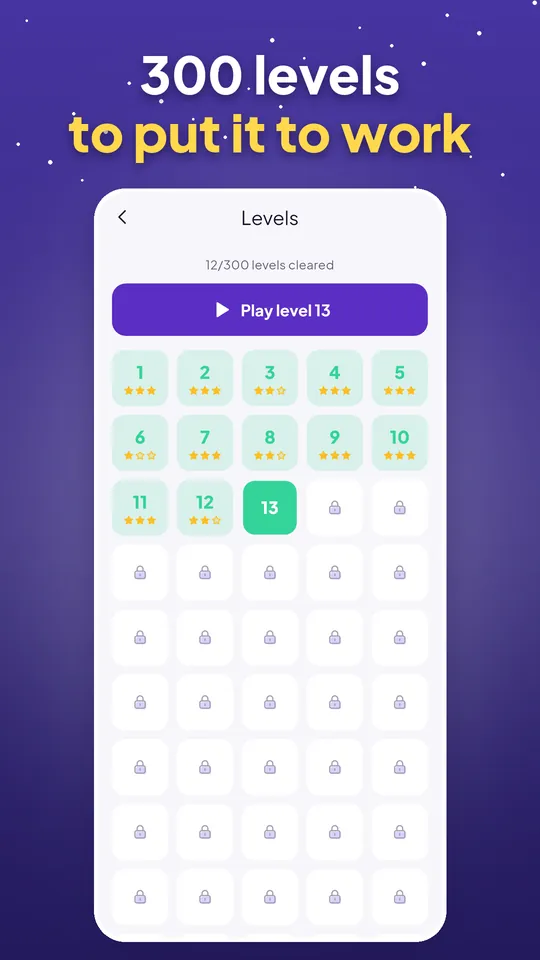 300 levels
to put it to work
Levels
12/300 levels cleared
Play level 13
1 2 3 4 5
6 7 8 9 10
11 12 13